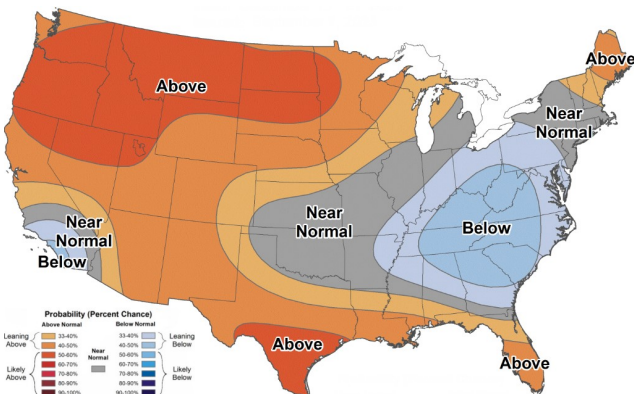 Above
Above
Near
Normal
Near
Normal
Below
Near
Normal
Below
Above
Above
Probability (Percent Chance)
Above Normal
Below Normal
Leaning
Above
33-40%
40-50%
Near
Normal
33-40%
40-50%
Leaning
Below
Likely
Above
50-60%
60-70%
70-80%
80-90%
90-100%
50-60%
60-70%
70-80%
80-90%
90-100%
Likely
Below